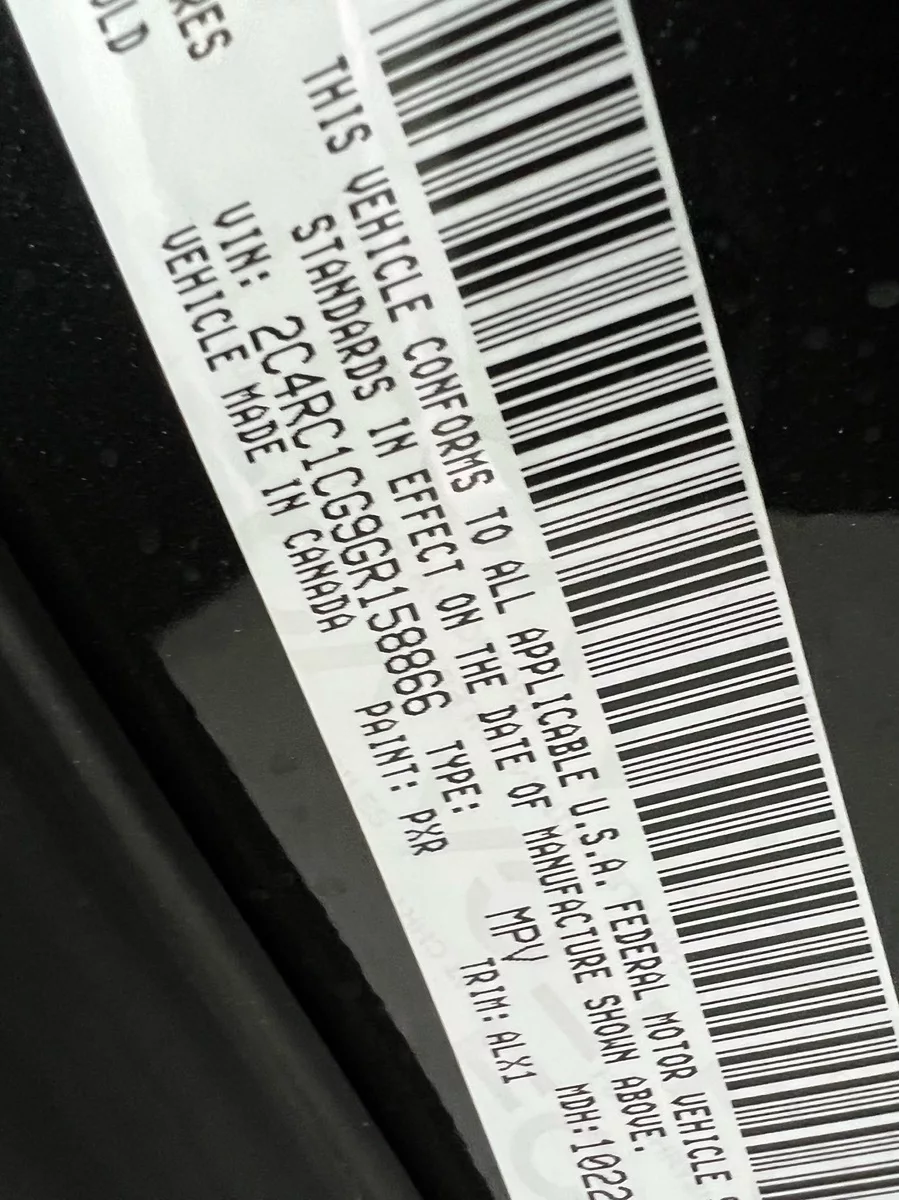 RES
OLD
THIS VEHICLE CONFORMS TO ALL APPLICABLE U.S.A. FEDERAL MOTOR VEHICLE
STANDARDS IN EFFECT ON THE DATE OF MANUFACTURE SHOWN ABOVE.
VIN: 2C4RC1CG9GR158866 TYPE: MPV MDH:1022
VEHICLE MADE IN CANADA PAINT: PXR TRIM: ALX1